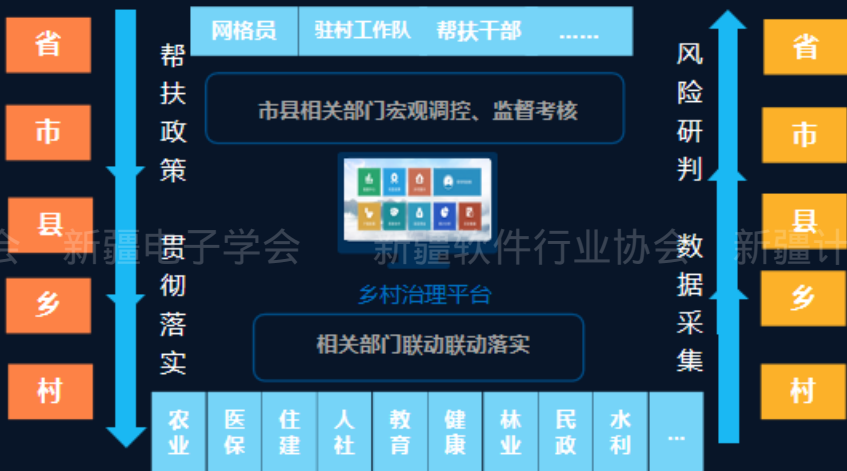 网格员 驻村工作队 帮扶干部 ......
省
市
县
乡
村
帮扶政策 贯彻落实
市县相关部门宏观调控、监督考核
乡村治理平台
相关部门联动联动落实
风险研判 数据采集
省
市
县
乡
村
农业 医保 住建 人社 教育 健康 林业 民政 水利 ...
会 新疆电子学会 新疆软件行业协会 新疆计